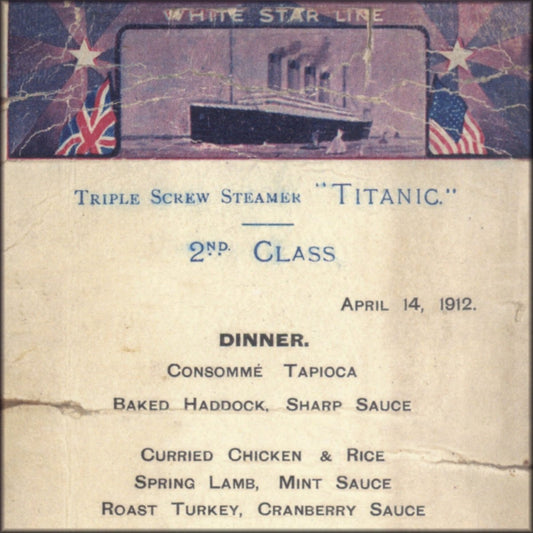 WHITE STAR LINE
TRIPLE SCREW STEAMER "TITANIC."
2ND. CLASS
APRIL 14, 1912.
DINNER.
CONSOMMÉ TAPIOCA
BAKED HADDOCK, SHARP SAUCE
CURRIED CHICKEN & RICE
SPRING LAMB, MINT SAUCE
ROAST TURKEY, CRANBERRY SAUCE